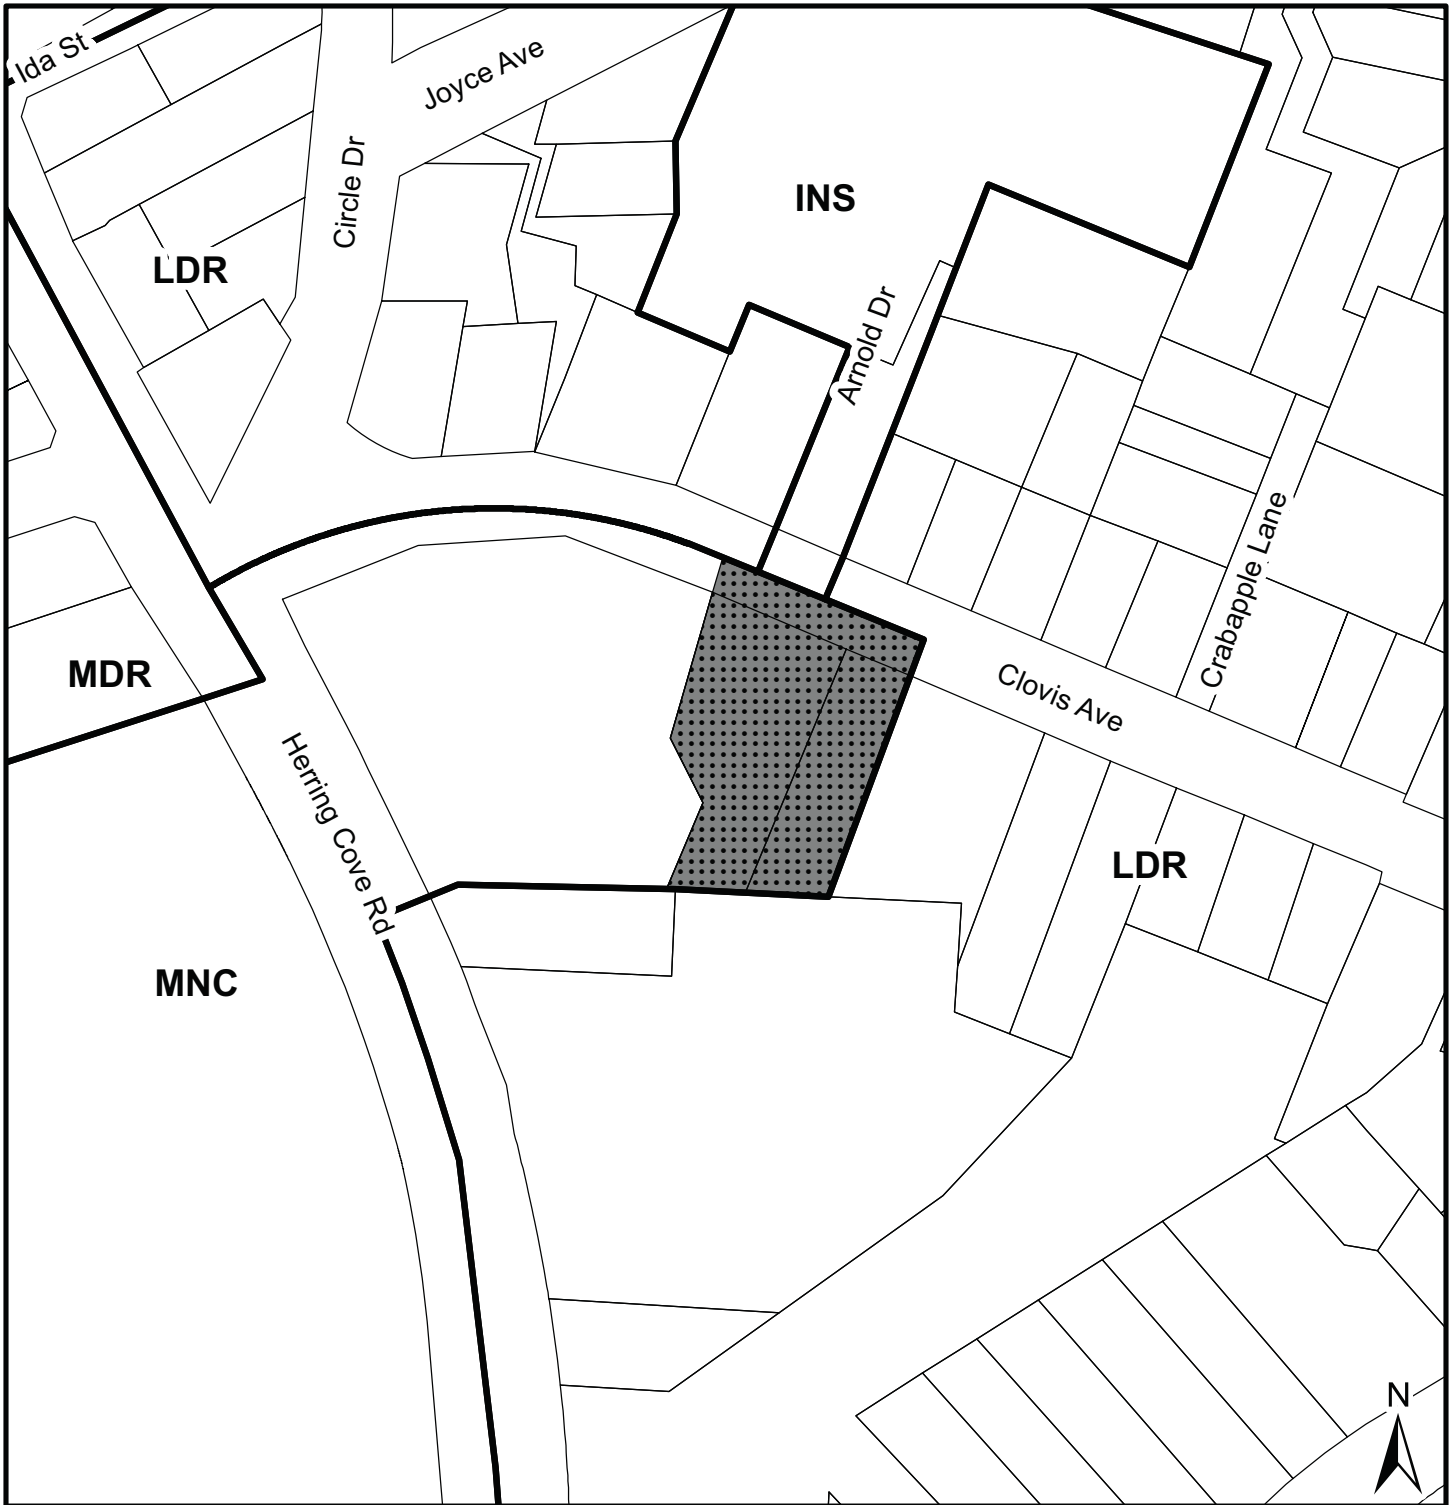 Ida St
Joyce Ave
Circle Dr
INS
LDR
Arnold Dr
Crabapple Lane
MDR
Clovis Ave
Herring Cove Rd
LDR
MNC
N